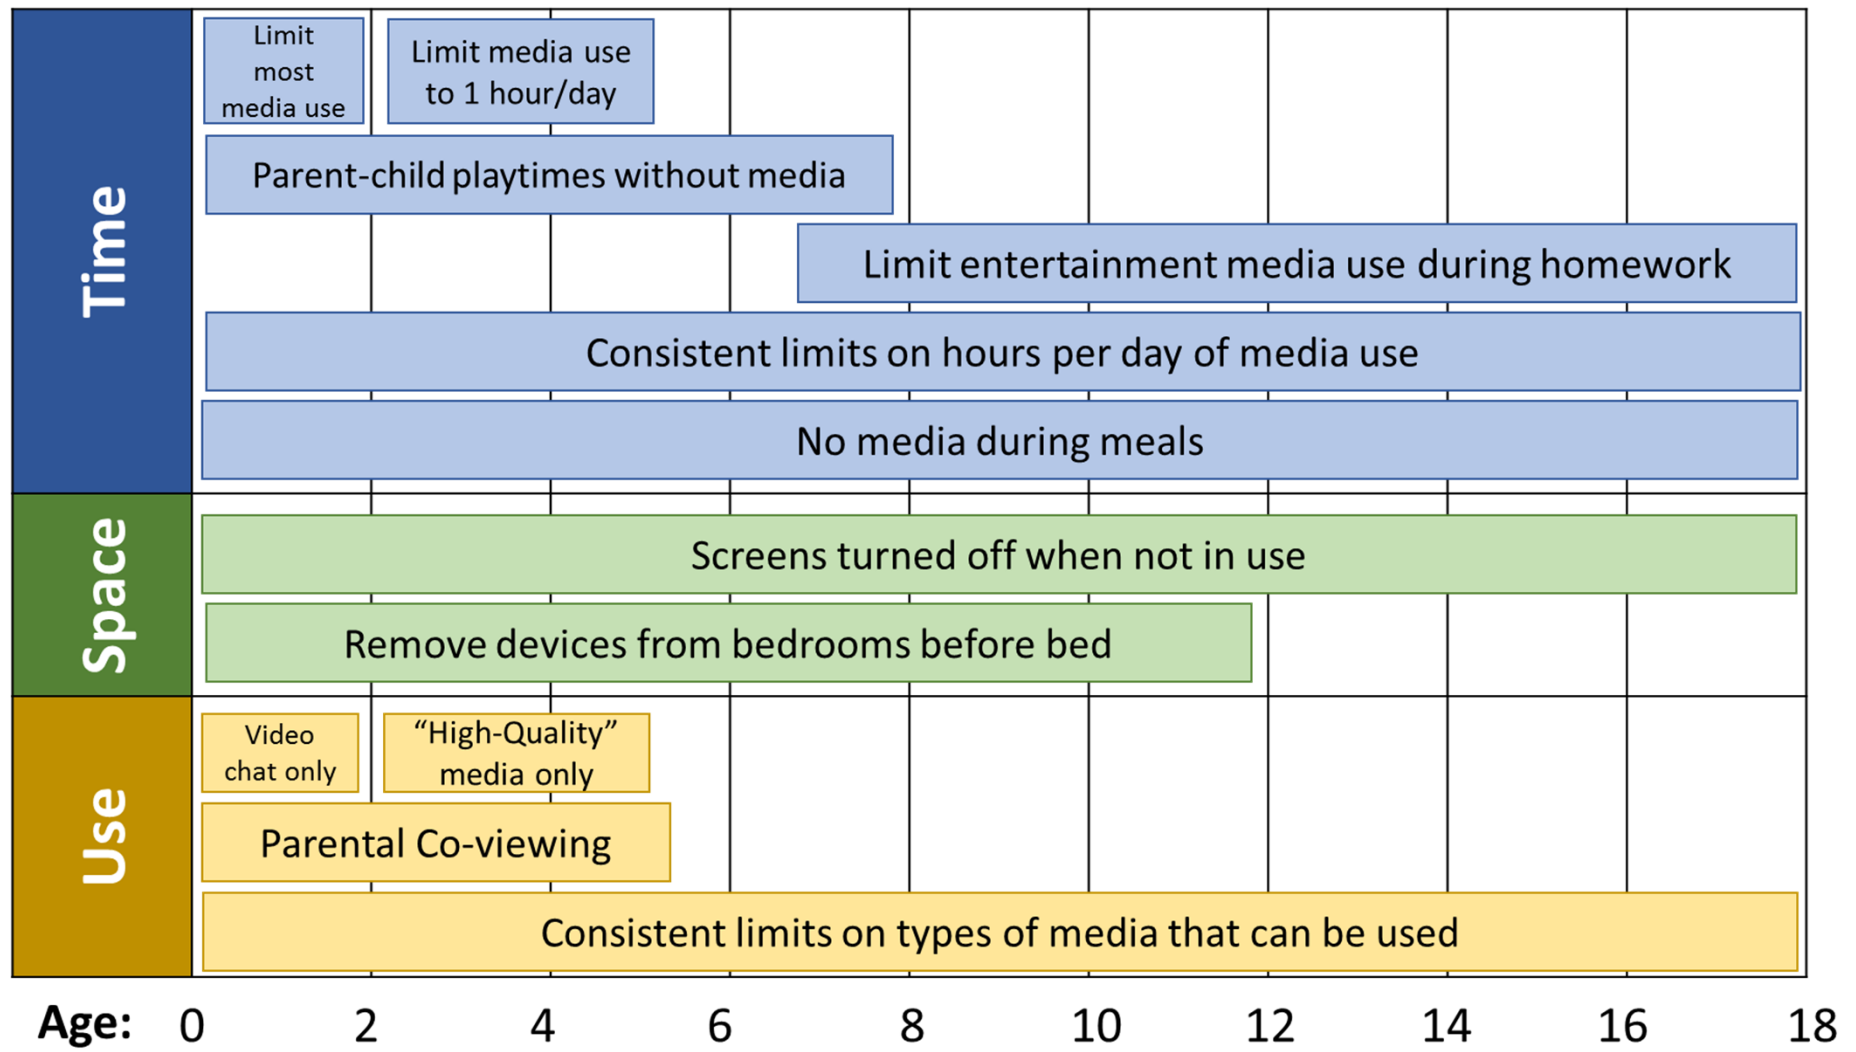 Time
Limit
most
media use
Limit media use
to 1 hour/day
Parent-child playtimes without media
Limit entertainment media use during homework
Consistent limits on hours per day of media use
No media during meals
Space
Screens turned off when not in use
Remove devices from bedrooms before bed
Use
Video
chat only
“High-Quality”
media only
Parental Co-viewing
Consistent limits on types of media that can be used
Age: 0 2 4 6 8 10 12 14 16 18